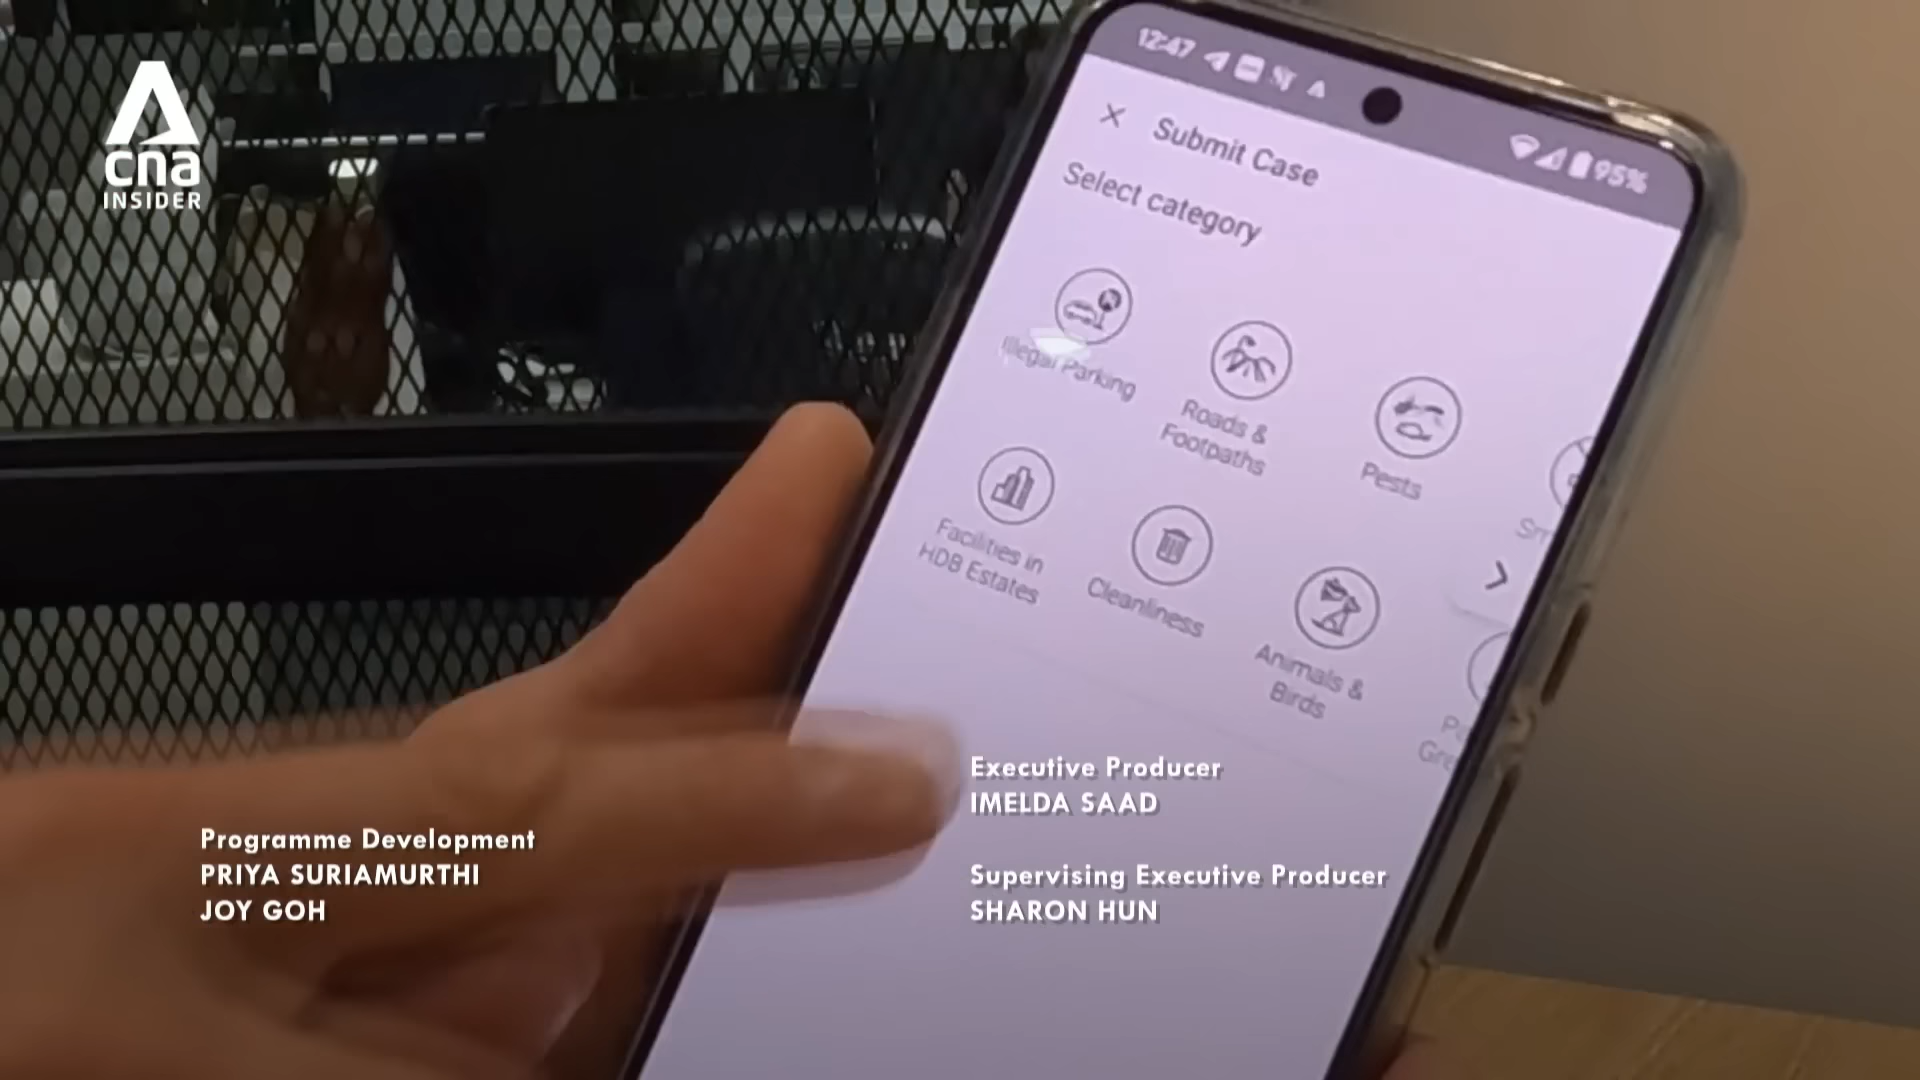 cna
INSIDER
12:47
95%
Submit Case
Select category
Illegal Parking
Roads &
Footpaths
Pests
Facilities in
HDB Estates
Cleanliness
Animals &
Birds
Executive Producer
IMELDA SAAD
Programme Development
PRIYA SURIAMURTHI
JOY GOH
Supervising Executive Producer
SHARON HUN